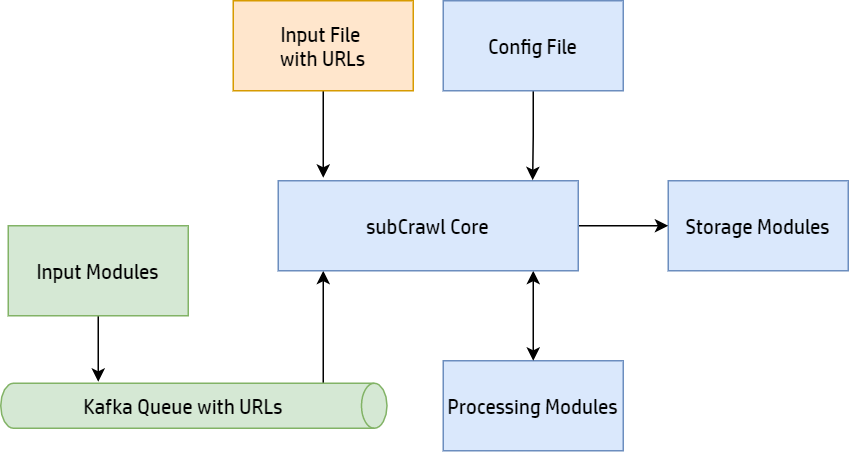 Input File
with URLs
Config File
subCrawl Core
Storage Modules
Input Modules
Kafka Queue with URLs
Processing Modules